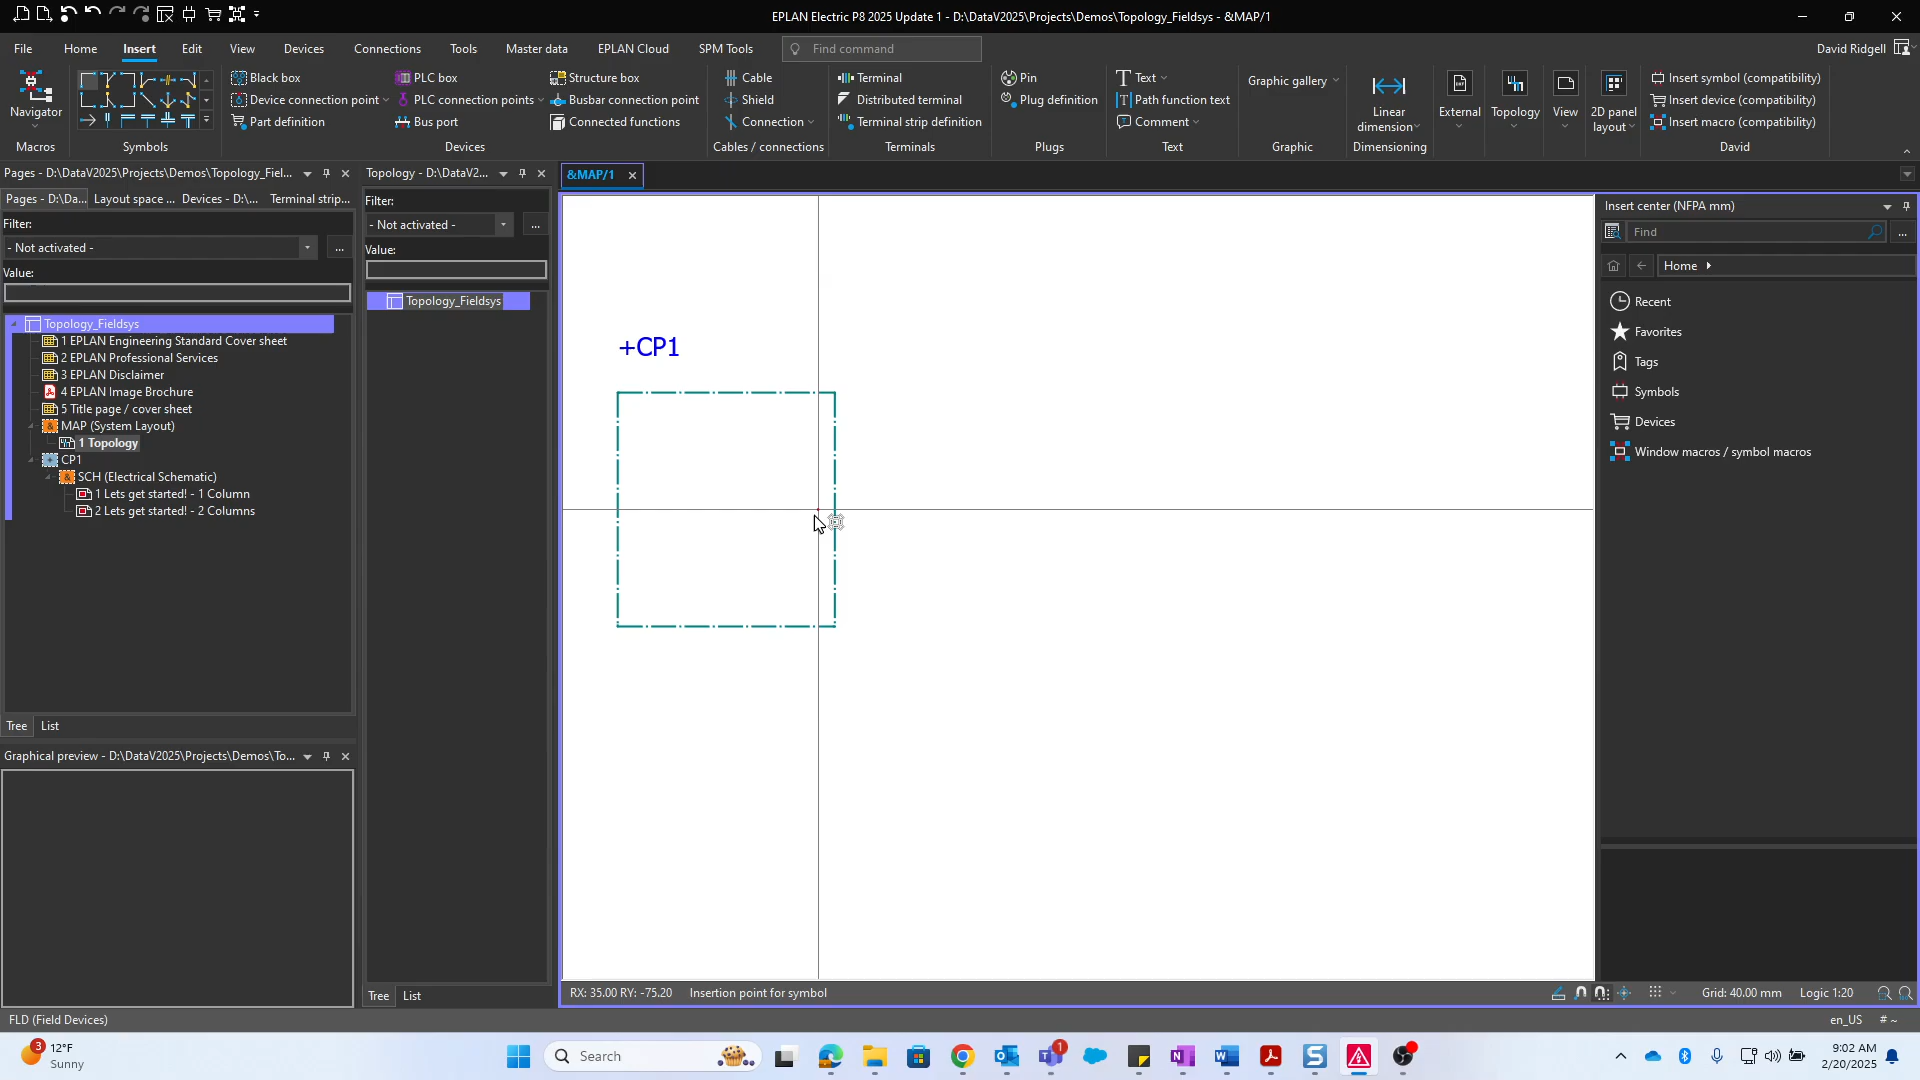 EPLAN Electric P8 2025 Update 1 - D:\DataV2025\Projects\Demos\Topology_Fieldsys - &MAP/1
File Home Insert Edit View Devices Connections Tools Master data EPLAN Cloud SPM Tools Find command David Ridgell
Navigator
Macros
Symbols
Black box PLC box Structure box
Device connection point PLC connection points Busbar connection point
Part definition Bus port Connected functions
Devices
Cable
Shield
Connection
Cables / connections
Terminal
Distributed terminal
Terminal strip definition
Terminals
Pin
Plug definition
Plugs
Text
Path function text
Comment
Text
Graphic gallery
Graphic
Linear
dimension
Dimensioning
External
Topology
View
2D panel
layout
Insert symbol (compatibility)
Insert device (compatibility)
Insert macro (compatibility)
David
Pages - D:\DataV2025\Projects\Demos\Topology_Fiel...
Pages - D:\Da... Layout space ... Devices - D:\... Terminal strip...
Filter:
- Not activated - ...
Value:
Topology_Fieldsys
1 EPLAN Engineering Standard Cover sheet
2 EPLAN Professional Services
3 EPLAN Disclaimer
4 EPLAN Image Brochure
5 Title page / cover sheet
MAP (System Layout)
1 Topology
CP1
SCH (Electrical Schematic)
1 Lets get started! - 1 Column
2 Lets get started! - 2 Columns
Tree List
Graphical preview - D:\DataV2025\Projects\Demos\To...
Topology - D:\DataV2...
Filter:
- Not activated - ...
Value:
Topology_Fieldsys
Tree List
&MAP/1
+CP1
Insert center (NFPA mm)
Find ...
Home
Recent
Favorites
Tags
Symbols
Devices
Window macros / symbol macros
RX: 35.00 RY: -75.20 Insertion point for symbol Grid: 40.00 mm Logic 1:20
FLD (Field Devices) en_US # ~
3
12°F
Sunny
Search
1
9:02 AM
2/20/2025